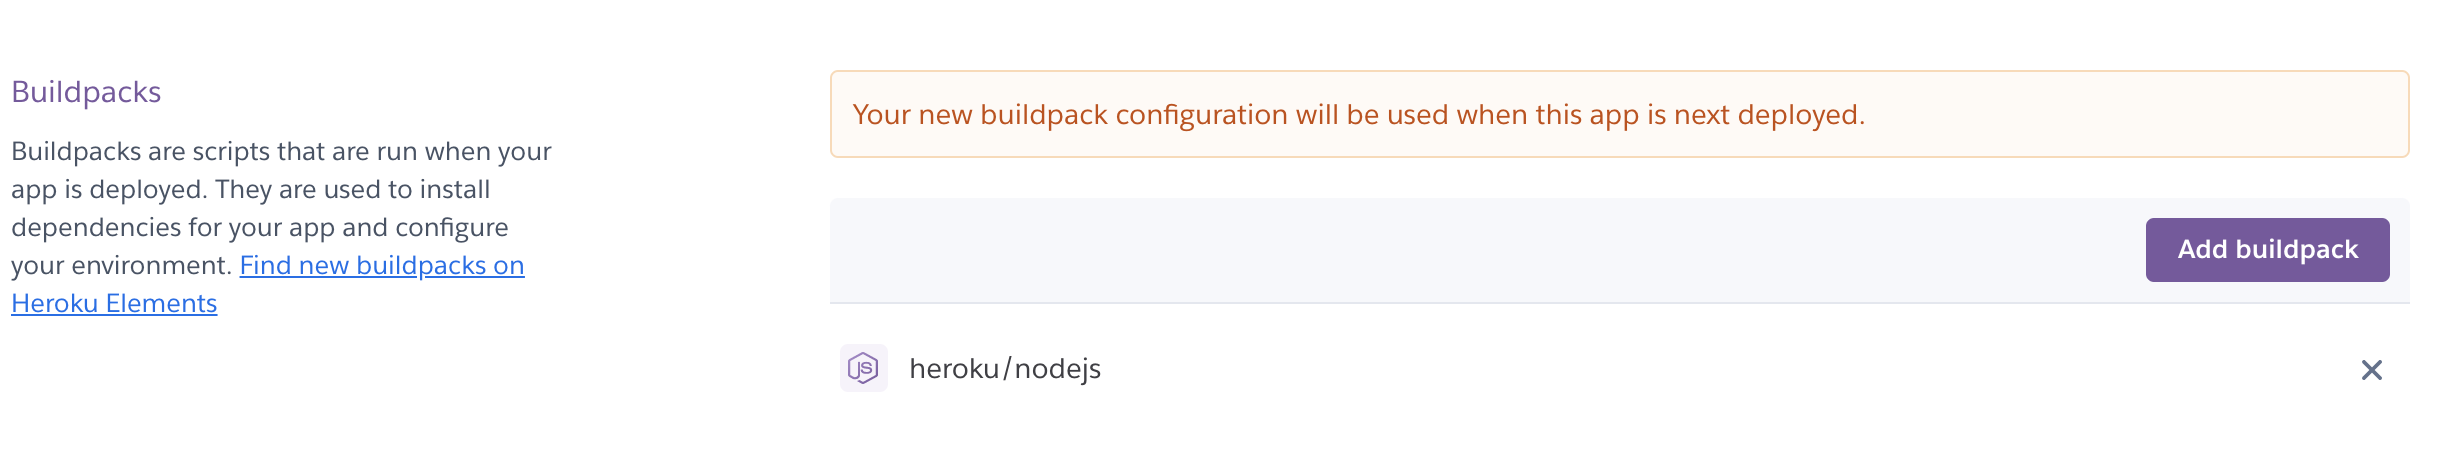 Buildpacks
Buildpacks are scripts that are run when your
app is deployed. They are used to install
dependencies for your app and configure
your environment. Find new buildpacks on
Heroku Elements
Your new buildpack configuration will be used when this app is next deployed.
Add buildpack
JS
heroku/nodejs